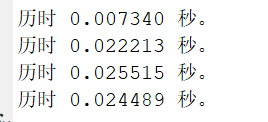 历时 0.007340 秒。
历时 0.022213 秒。
历时 0.025515 秒。
历时 0.024489 秒。